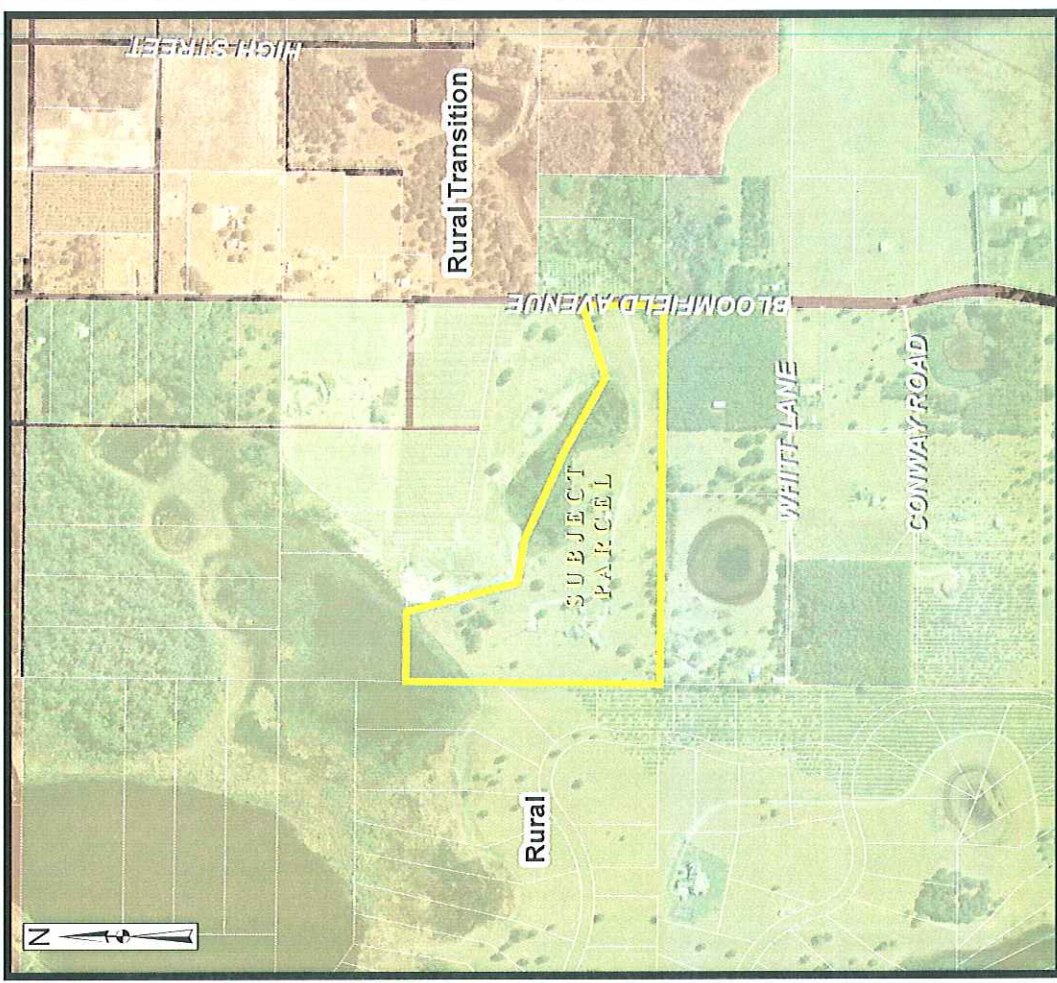 N
Rural
SUBJECT
PARCEL
WHITT LANE
CONWAY ROAD
BLOOMFIELD AVENUE
Rural Transition
HIGH STREET